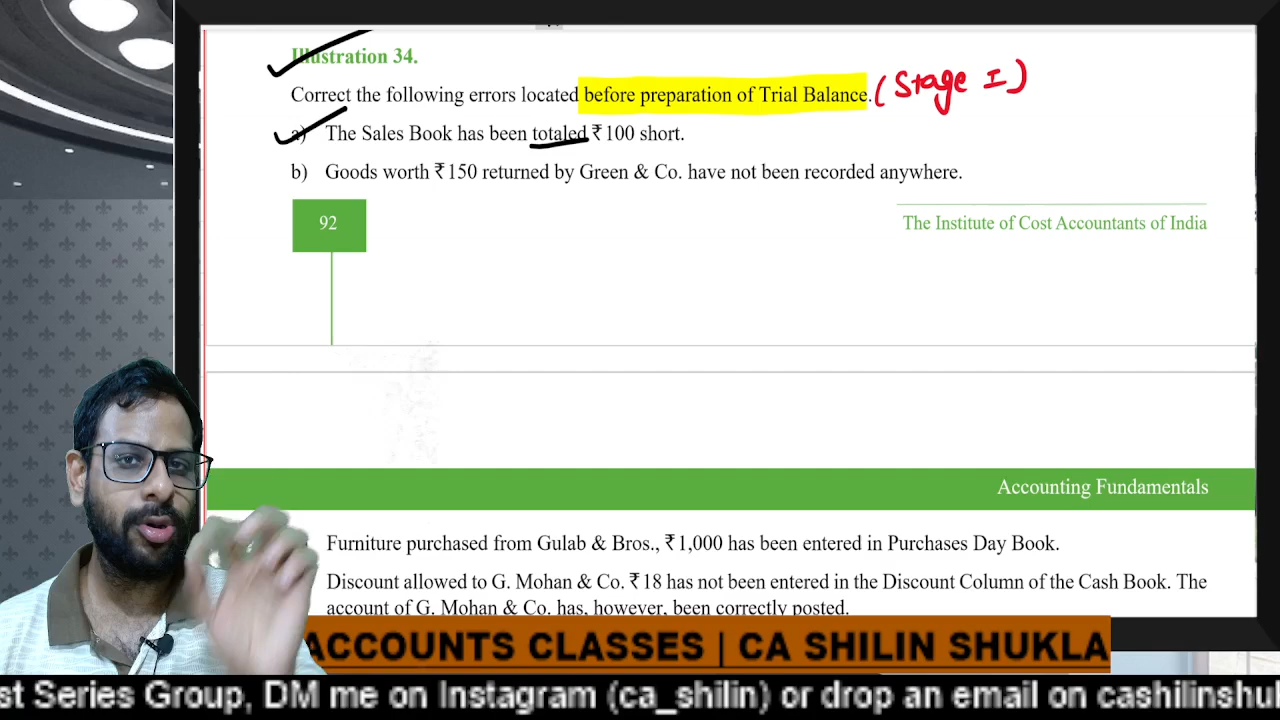 Illustration 34.
Correct the following errors located before preparation of Trial Balance. (Stage I)
a) The Sales Book has been totaled ₹ 100 short.
b) Goods worth ₹ 150 returned by Green & Co. have not been recorded anywhere.
92
The Institute of Cost Accountants of India
Accounting Fundamentals
Furniture purchased from Gulab & Bros., ₹ 1,000 has been entered in Purchases Day Book.
Discount allowed to G. Mohan & Co. ₹ 18 has not been entered in the Discount Column of the Cash Book. The
account of G. Mohan & Co. has, however, been correctly posted.
ACCOUNTS CLASSES | CA SHILIN SHUKLA
st Series Group, DM me on Instagram (ca_shilin) or drop an email on cashilinshu